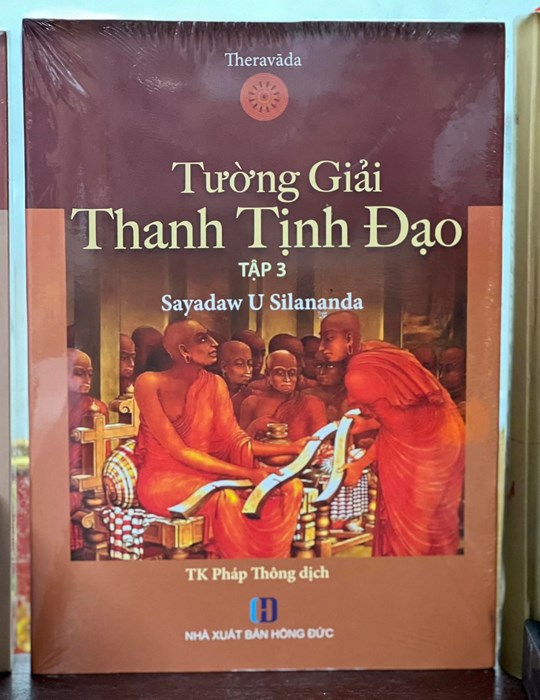 Theravāda
Tường Giải
Thanh Tịnh Đạo
TẬP 3
Sayadaw U Silananda
TK Pháp Thông dịch
NHÀ XUẤT BẢN HỒNG ĐỨC